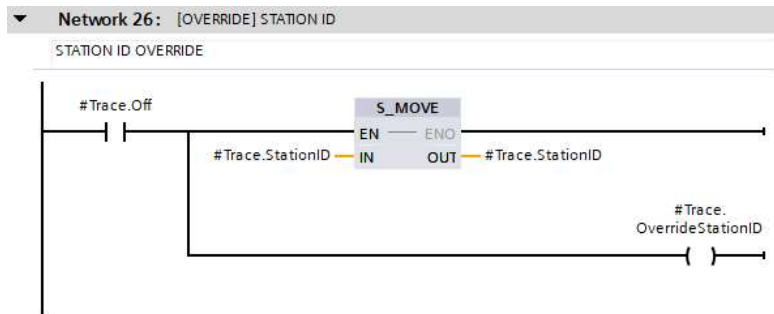 Network 26: [OVERRIDE] STATION ID
STATION ID OVERRIDE
#Trace.Off
S_MOVE
EN ENO
#Trace.StationID IN OUT #Trace.StationID
#Trace.
OverrideStationID